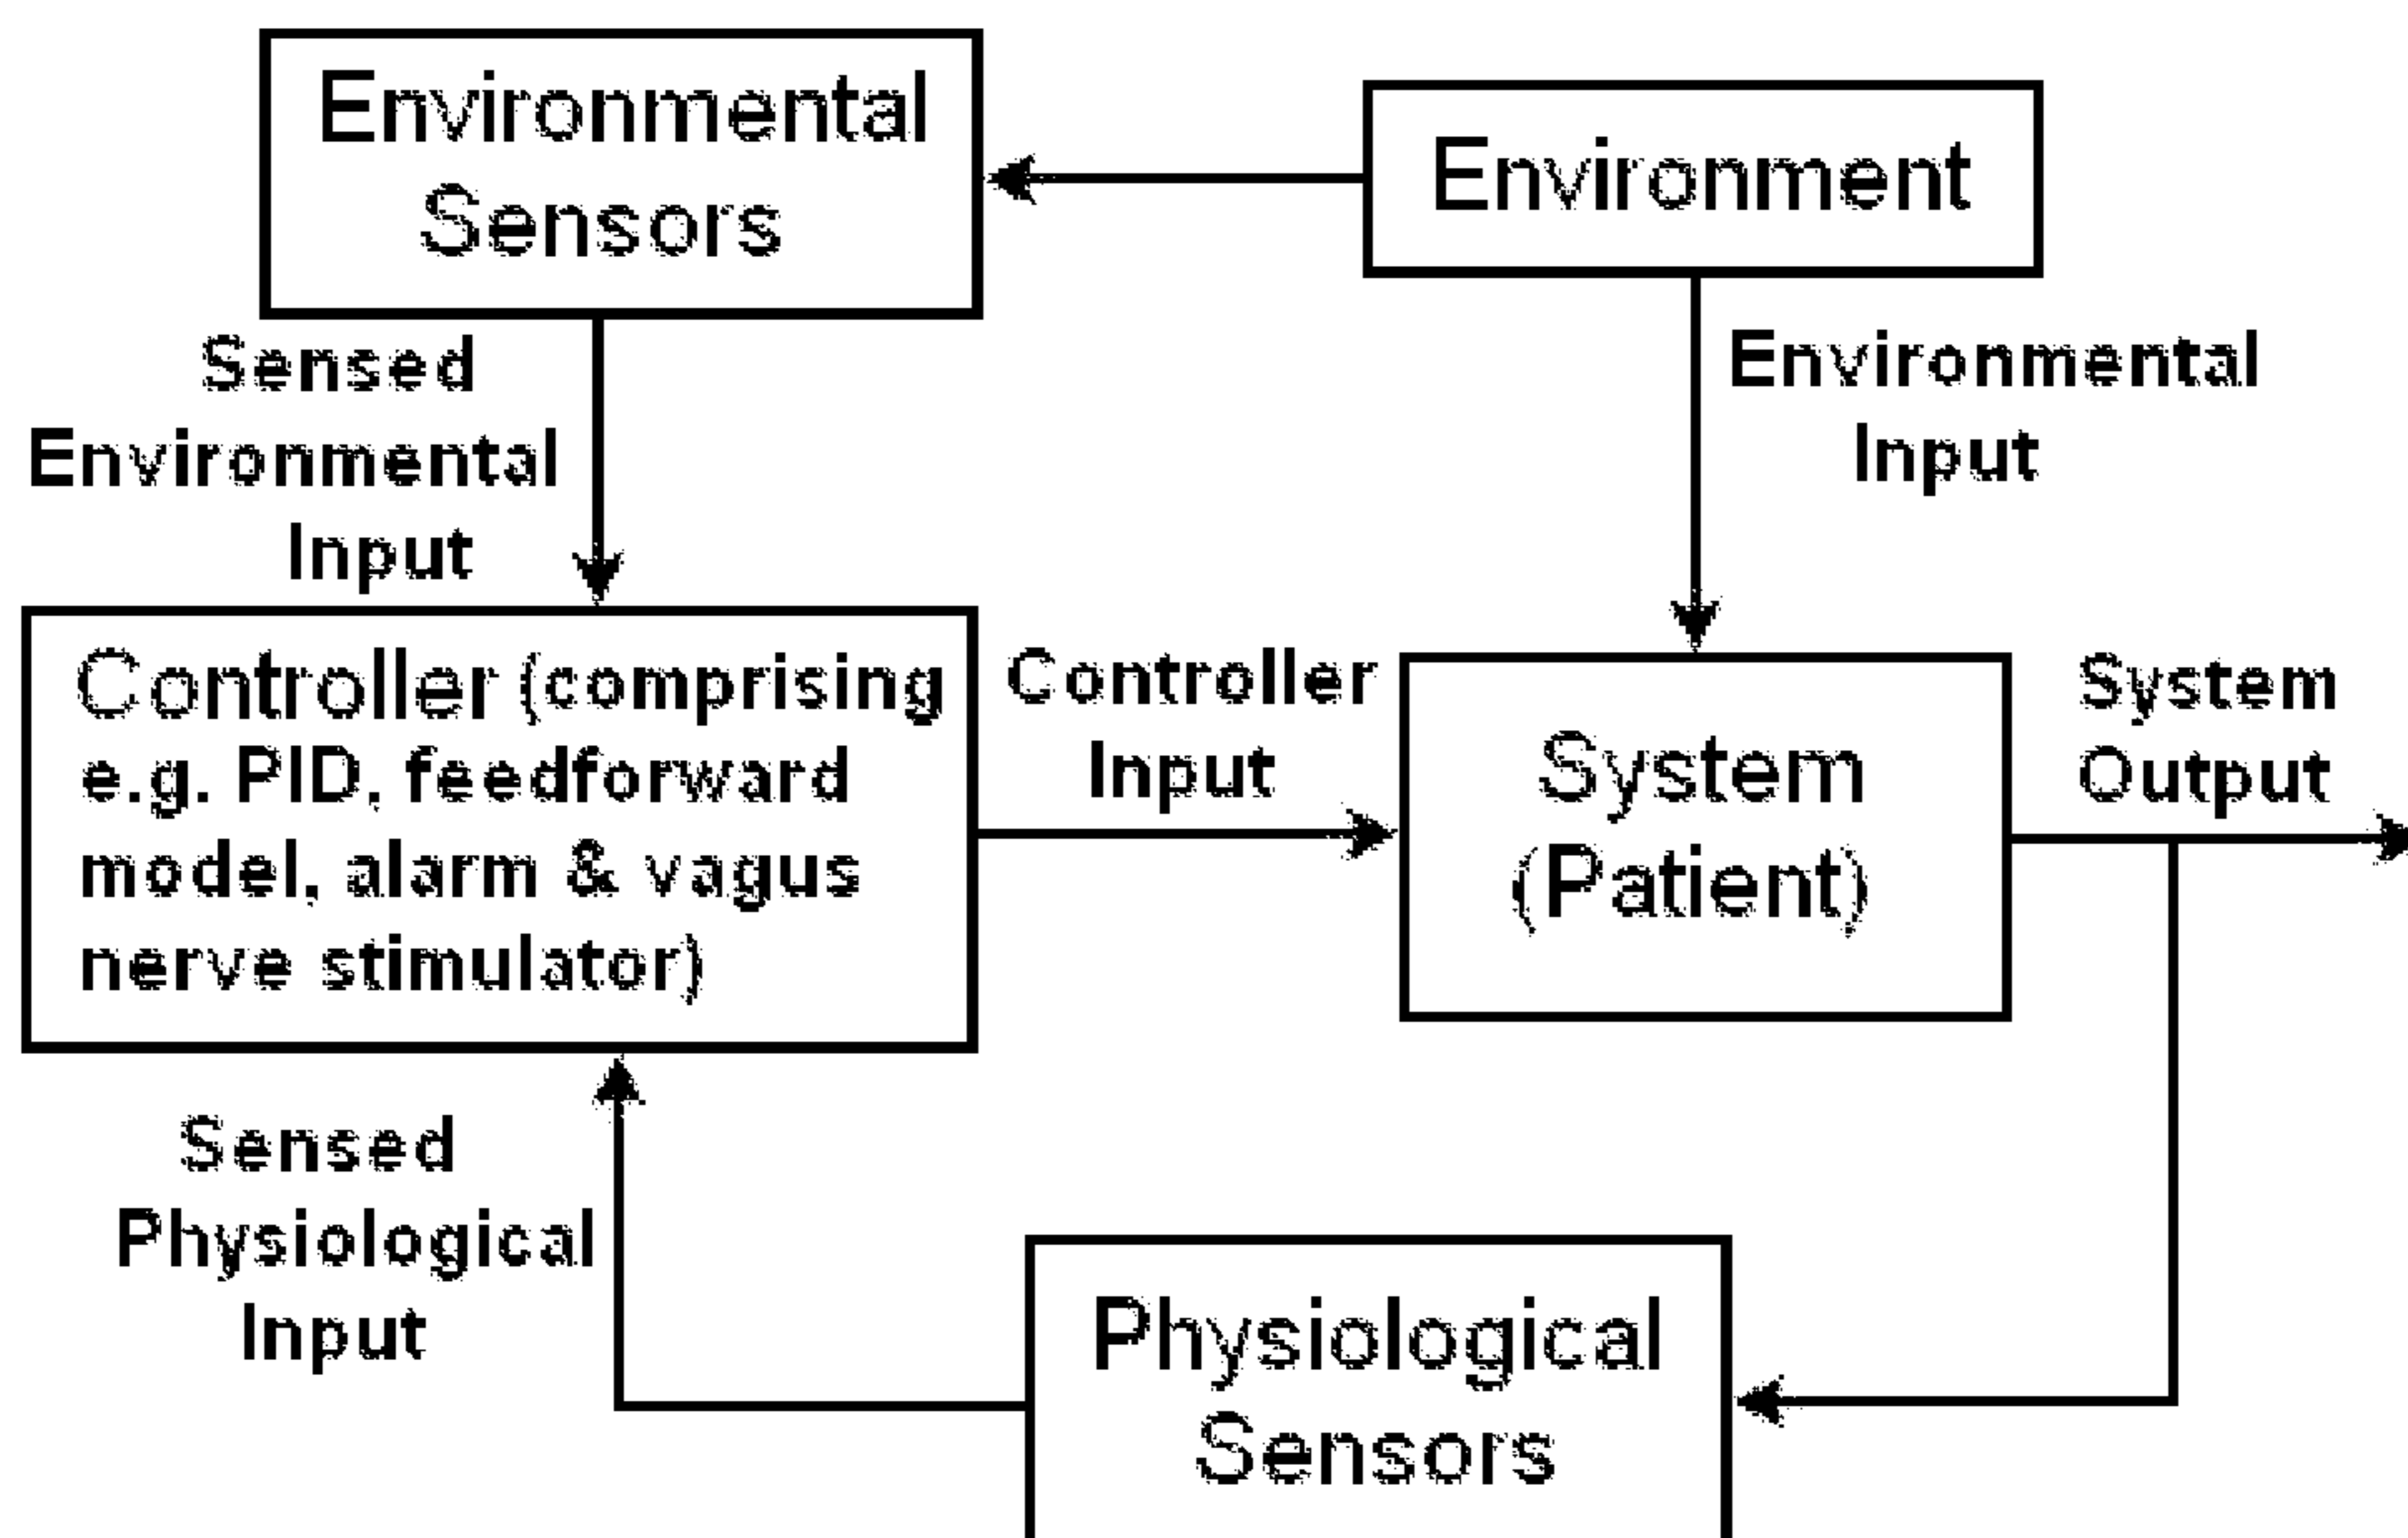 Environmental
Sensors
Environment
Sensed
Environmental
Input
Environmental
Input
Controller (comprising
e.g. PID, feedforward
model, alarm & vagus
nerve stimulator)
Controller
Input
System
(Patient)
System
Output
Sensed
Physiological
Input
Physiological
Sensors